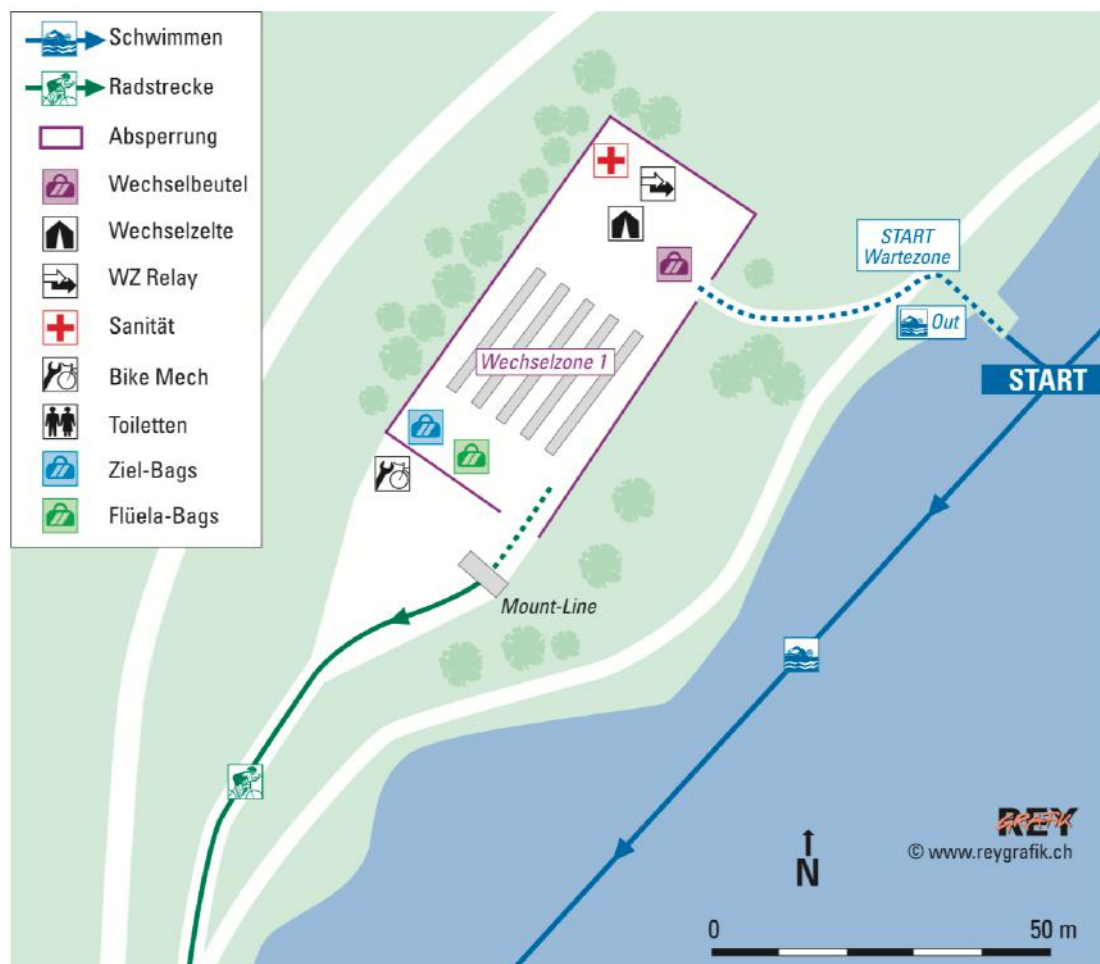 Schwimmen
Radstrecke
Absperrung
Wechselbeutel
Wechselzelte
WZ Relay
Sanität
Bike Mech
Toiletten
Ziel-Bags
Flüela-Bags
START
Wartezone
Out
START
Wechselzone 1
Mount-Line
REY
GRAFIK
© www.reygrafik.ch
N
0 50 m